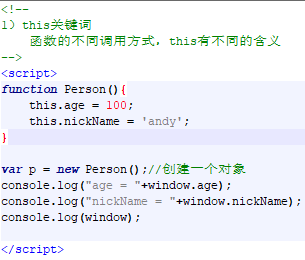 <!--
1) this关键词
函数的不同调用方式，this有不同的含义
-->
<script>
function Person(){
this.age = 100;
this.nickName = 'andy';
}
var p = new Person();//创建一个对象
console.log("age = "+window.age);
console.log("nickName = "+window.nickName);
console.log(window);
</script>